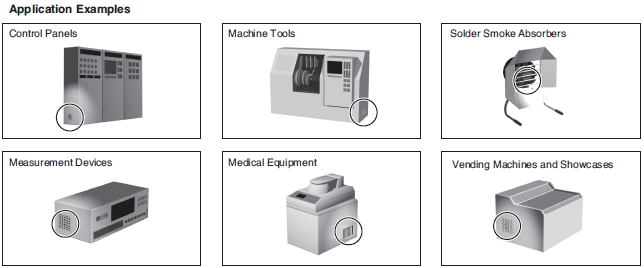 Application Examples
Control Panels
Machine Tools
Solder Smoke Absorbers
Measurement Devices
Medical Equipment
Vending Machines and Showcases